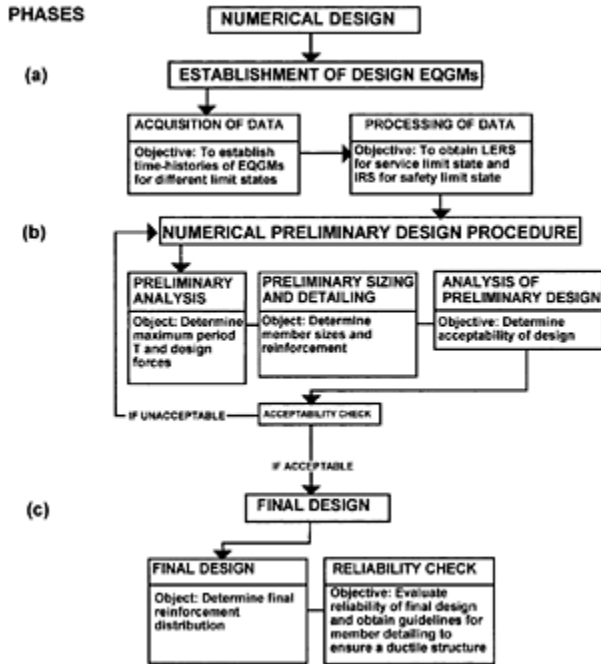 PHASES
NUMERICAL DESIGN
(a)
ESTABLISHMENT OF DESIGN EQGMs
ACQUISITION OF DATA
Objective: To establish
time-histories of EQGMs
for different limit states
PROCESSING OF DATA
Objective: To obtain LERS
for service limit state and
IRS for safety limit state
(b)
NUMERICAL PRELIMINARY DESIGN PROCEDURE
PRELIMINARY
ANALYSIS
Object: Determine
maximum period
T and design
forces
PRELIMINARY SIZING
AND DETAILING
Object: Determine
member sizes and
reinforcement
ANALYSIS OF
PRELIMINARY DESIGN
Objective: Determine
acceptability of design
IF UNACCEPTABLE
ACCEPTABILITY CHECK
IF ACCEPTABLE
(c)
FINAL DESIGN
FINAL DESIGN
Object: Determine final
reinforcement
distribution
RELIABILITY CHECK
Objective: Evaluate
reliability of final design
and obtain guidelines for
member detailing to
ensure a ductile structure